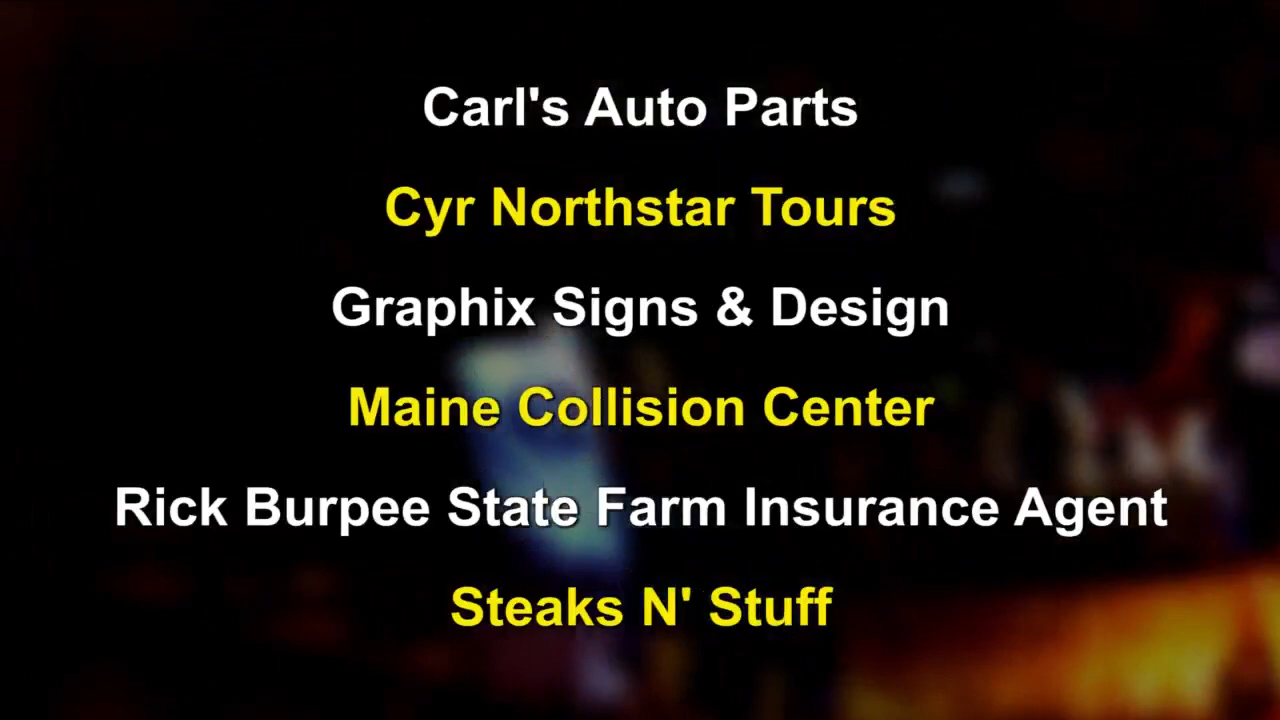 Carl's Auto Parts
Cyr Northstar Tours
Graphix Signs & Design
Maine Collision Center
Rick Burpee State Farm Insurance Agent
Steaks N' Stuff